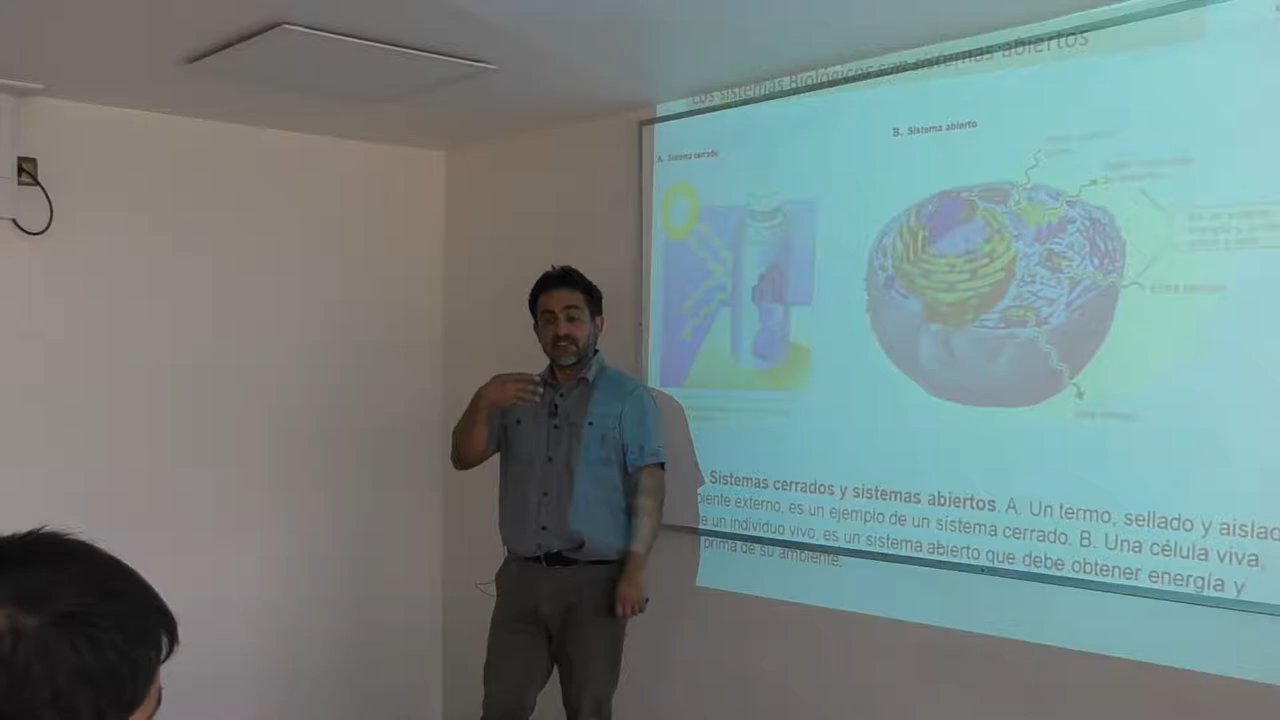 Los sistemas Biológicos son sistemas abiertos
A. Sistema cerrado
B. Sistema abierto
Sistemas cerrados y sistemas abiertos. A. Un termo, sellado y aislad
biente externo, es un ejemplo de un sistema cerrado. B. Una célula viva,
e un individuo vivo, es un sistema abierto que debe obtener energía y
prima de su ambiente.